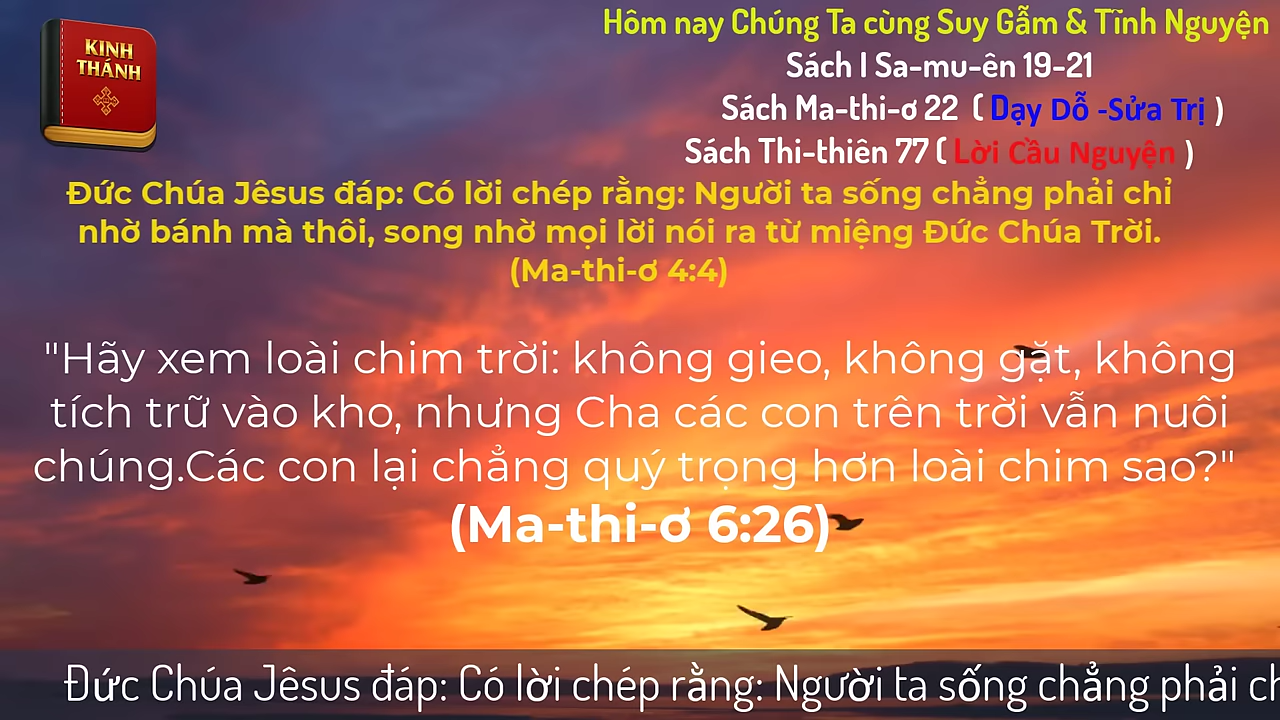 KINH
THÁNH
Hôm nay Chúng Ta cùng Suy Gẫm & Tĩnh Nguyện
Sách I Sa-mu-ên 19-21
Sách Ma-thi-ơ 22 ( Dạy Dỗ -Sửa Trị )
Sách Thi-thiên 77 ( Lời Cầu Nguyện )
Đức Chúa Jêsus đáp: Có lời chép rằng: Người ta sống chẳng phải chỉ
nhờ bánh mà thôi, song nhờ mọi lời nói ra từ miệng Đức Chúa Trời.
(Ma-thi-ơ 4:4)
"Hãy xem loài chim trời: không gieo, không gặt, không
tích trữ vào kho, nhưng Cha các con trên trời vẫn nuôi
chúng.Các con lại chẳng quý trọng hơn loài chim sao?"
(Ma-thi-ơ 6:26)
Đức Chúa Jêsus đáp: Có lời chép rằng: Người ta sống chẳng phải ch